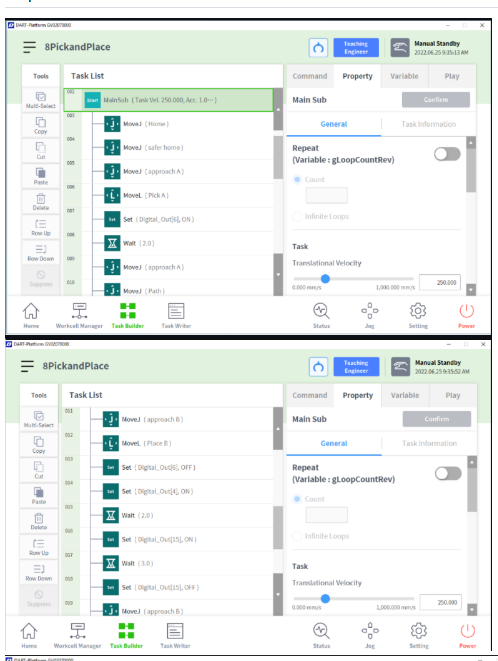 DART-Platform GV02070000
8PickandPlace
Teaching
Engineer
Manual Standby
2022.06.25 9:35:13 AM
Tools
Task List
Command Property Variable Play
Multi-Select
Copy
Cut
Paste
Delete
Row Up
Row Down
Suppress
002 Start MainSub ( Task Vel. 250.000, Acc. 1.0··· )
003 MoveJ ( Home )
004 MoveJ ( safer home )
005 MoveJ ( approach A )
006 MoveL ( Pick A )
007 Set Set ( Digital_Out[6], ON )
008 Wait ( 2.0 )
009 MoveJ ( approach A )
010 MoveJ ( Path )
Main Sub
Confirm
General Task Information
Repeat
(Variable : gLoopCountRev)
Count
Infinite Loops
Task
Translational Velocity
0.000 mm/s 1,000.000 mm/s 250.000
Home Workcell Manager Task Builder Task Writer Status Jog Setting Power
DART-Platform GV02070000
8PickandPlace
Teaching
Engineer
Manual Standby
2022.06.25 9:35:52 AM
Tools
Task List
Command Property Variable Play
Multi-Select
Copy
Cut
Paste
Delete
Row Up
Row Down
Suppress
011 MoveJ ( approach B )
012 MoveL ( Place B )
013 Set Set ( Digital_Out[6], OFF )
014 Set Set ( Digital_Out[4], ON )
015 Wait ( 2.0 )
016 Set Set ( Digital_Out[15], ON )
017 Wait ( 3.0 )
018 Set Set ( Digital_Out[15], OFF )
019 MoveJ ( approach B )
Main Sub
Confirm
General Task Information
Repeat
(Variable : gLoopCountRev)
Count
Infinite Loops
Task
Translational Velocity
0.000 mm/s 1,000.000 mm/s 250.000
Home Workcell Manager Task Builder Task Writer Status Jog Setting Power